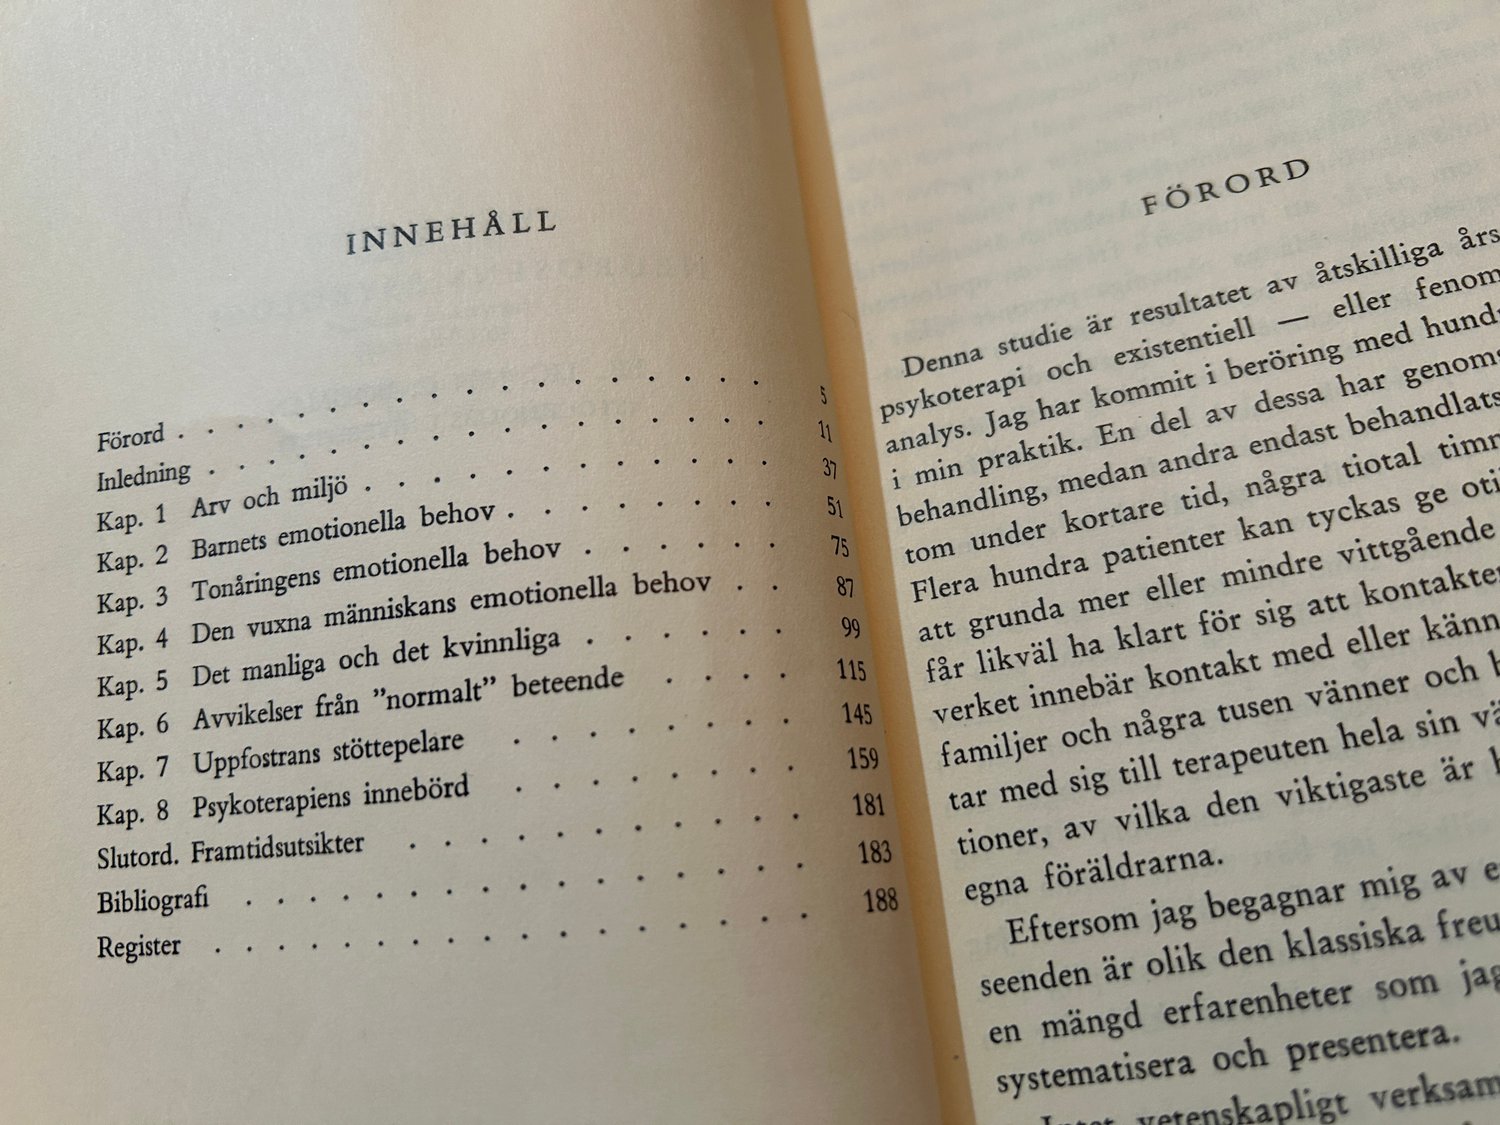 INNEHÅLL
Förord . . . . . . . . . . . . . . . . . . . 5
Inledning . . . . . . . . . . . . . . . . . . 11
Kap. 1 Arv och miljö . . . . . . . . . . . . . 37
Kap. 2 Barnets emotionella behov . . . . . . . . 51
Kap. 3 Tonåringens emotionella behov . . . . . . 75
Kap. 4 Den vuxna människans emotionella behov . . 87
Kap. 5 Det manliga och det kvinnliga . . . . . . 99
Kap. 6 Avvikelser från ”normalt” beteende . . . . 115
Kap. 7 Uppfostrans stöttepelare . . . . . . . . 145
Kap. 8 Psykoterapiens innebörd . . . . . . . . 159
Slutord. Framtidsutsikter . . . . . . . . . . . 181
Bibliografi . . . . . . . . . . . . . . . . . . 183
Register . . . . . . . . . . . . . . . . . . . 188
FÖRORD
Denna studie är resultatet av åtskilliga års
psykoterapi och existentiell — eller fenom
analys. Jag har kommit i beröring med hundr
i min praktik. En del av dessa har genoms
behandling, medan andra endast behandlats
tom under kortare tid, några tiotal timm
Flera hundra patienter kan tyckas ge oti
att grunda mer eller mindre vittgående
får likväl ha klart för sig att kontakten
verket innebär kontakt med eller känn
familjer och några tusen vänner och b
tar med sig till terapeuten hela sin vä
tioner, av vilka den viktigaste är h
egna föräldrarna.
Eftersom jag begagnar mig av e
seenden är olik den klassiska freu
en mängd erfarenheter som jag
systematisera och presentera.
Intet vetenskapligt verksam